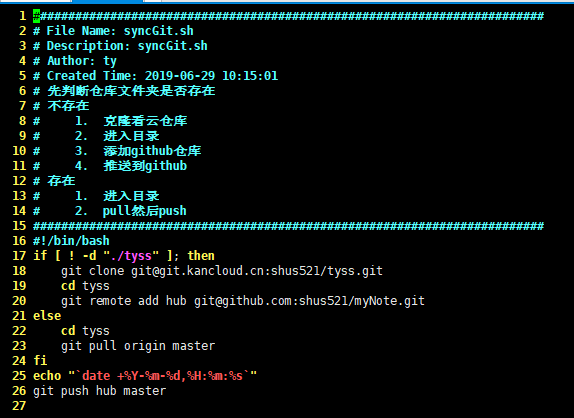 1 #########################################################################
2 # File Name: syncGit.sh
3 # Description: syncGit.sh
4 # Author: ty
5 # Created Time: 2019-06-29 10:15:01
6 # 先判断仓库文件夹是否存在
7 # 不存在
8 #     1.  克隆看云仓库
9 #     2.  进入目录
10 #     3.  添加github仓库
11 #     4.  推送到github
12 # 存在
13 #     1.  进入目录
14 #     2.  pull然后push
15 #########################################################################
16 #!/bin/bash
17 if [ ! -d "./tyss" ]; then
18     git clone git@git.kancloud.cn:shus521/tyss.git
19     cd tyss
20     git remote add hub git@github.com:shus521/myNote.git
21 else
22     cd tyss
23     git pull origin master
24 fi
25 echo "`date +%Y-%m-%d,%H:%m:%s`"
26 git push hub master
27